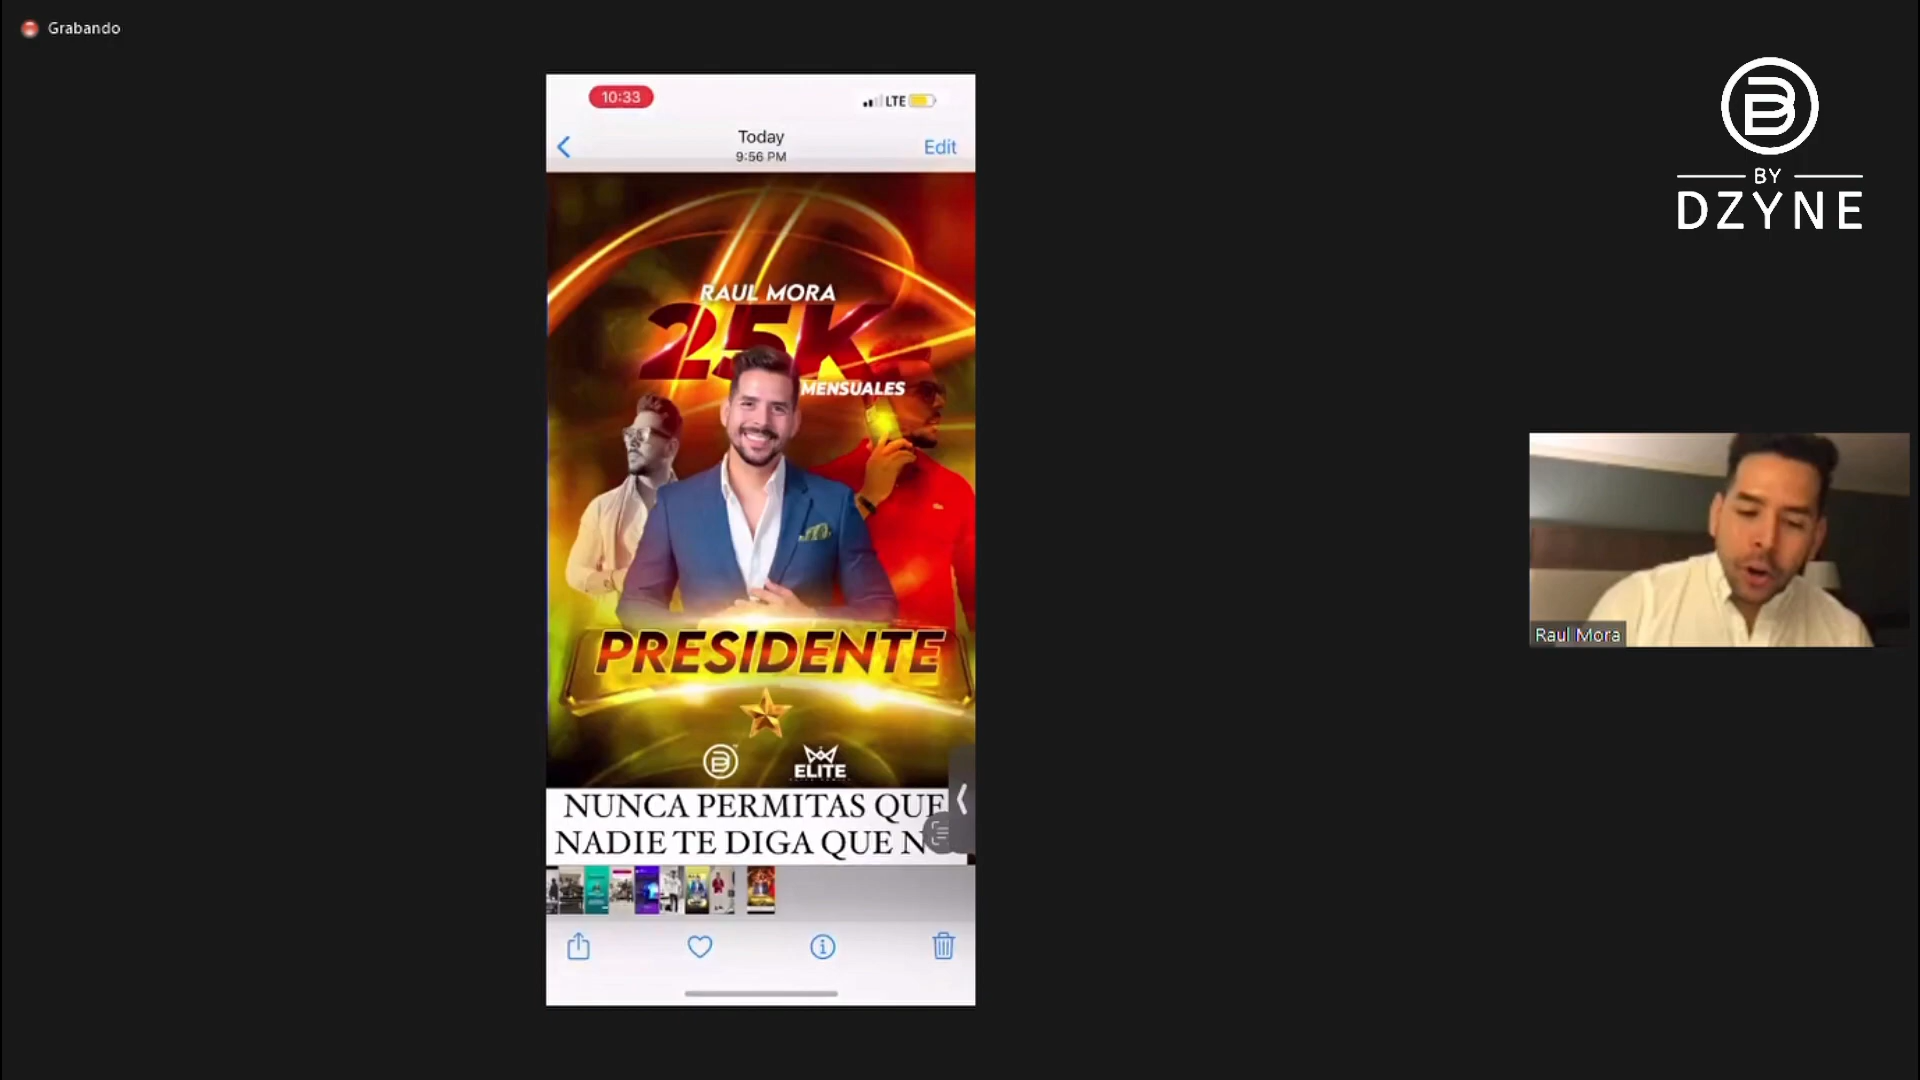 Grabando
10:33
LTE
Today
9:56 PM
Edit
RAUL MORA
25K
MENSUALES
PRESIDENTE
B
ELITE
NUNCA PERMITAS QUE
NADIE TE DIGA QUE N
B
BY
DZYNE
Raul Mora